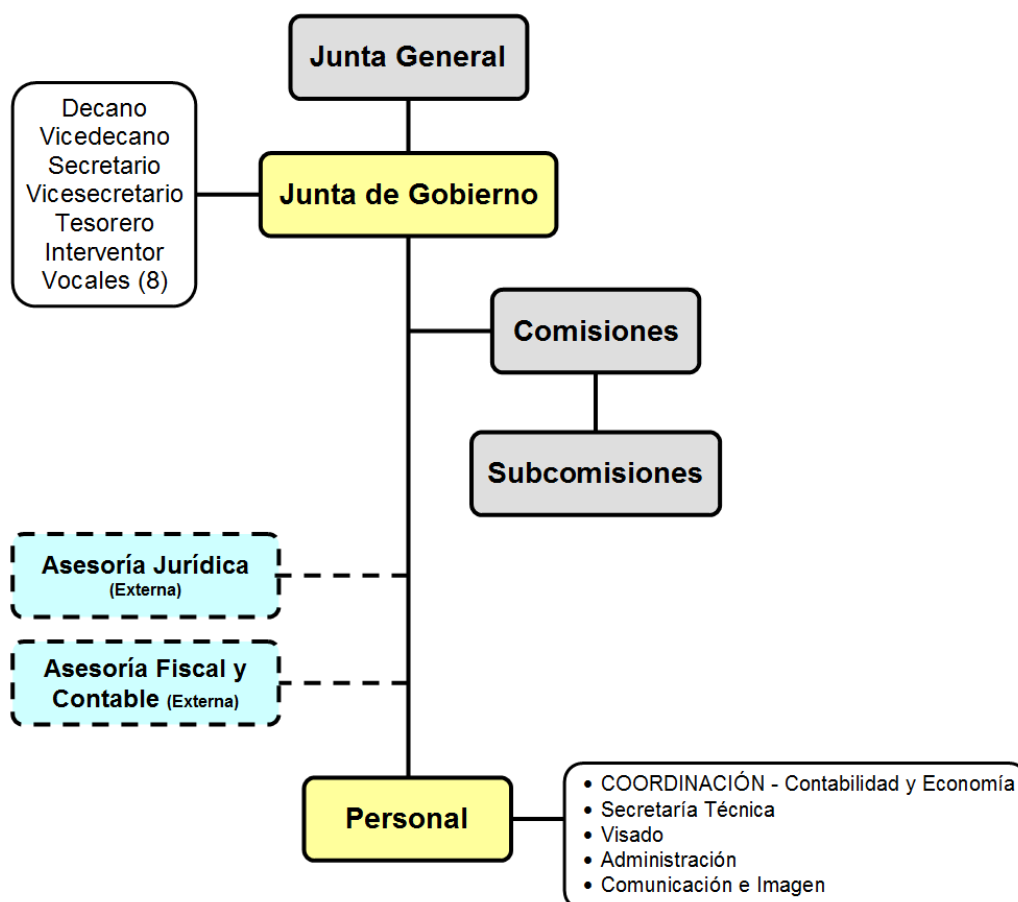 Junta General
Decano
Vicedecano
Secretario
Vicesecretario
Tesorero
Interventor
Vocales (8)
Junta de Gobierno
Comisiones
Subcomisiones
Asesoría Jurídica
(Externa)
Asesoría Fiscal y
Contable (Externa)
Personal
• COORDINACIÓN - Contabilidad y Economía
• Secretaría Técnica
• Visado
• Administración
• Comunicación e Imagen